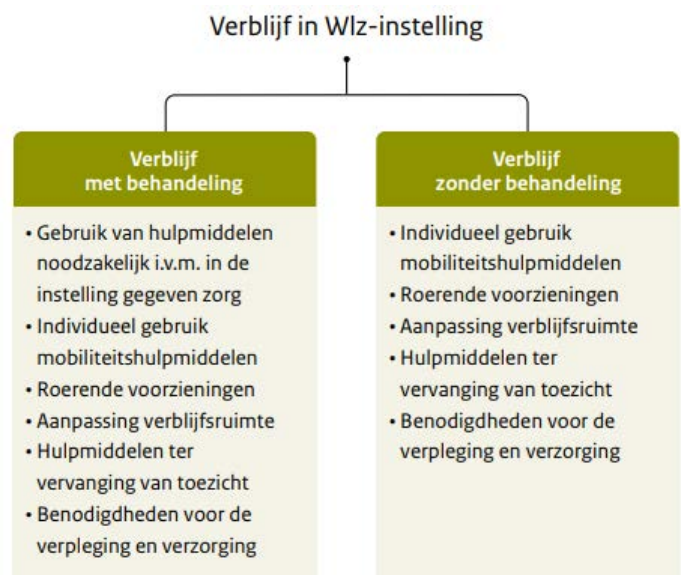 Verblijf in Wlz-instelling
Verblijf
met behandeling
• Gebruik van hulpmiddelen
noodzakelijk i.v.m. in de
instelling gegeven zorg
• Individueel gebruik
mobiliteitshulpmiddelen
• Roerende voorzieningen
• Aanpassing verblijfsruimte
• Hulpmiddelen ter
vervanging van toezicht
• Benodigdheden voor de
verpleging en verzorging
Verblijf
zonder behandeling
• Individueel gebruik
mobiliteitshulpmiddelen
• Roerende voorzieningen
• Aanpassing verblijfsruimte
• Hulpmiddelen ter
vervanging van toezicht
• Benodigdheden voor de
verpleging en verzorging